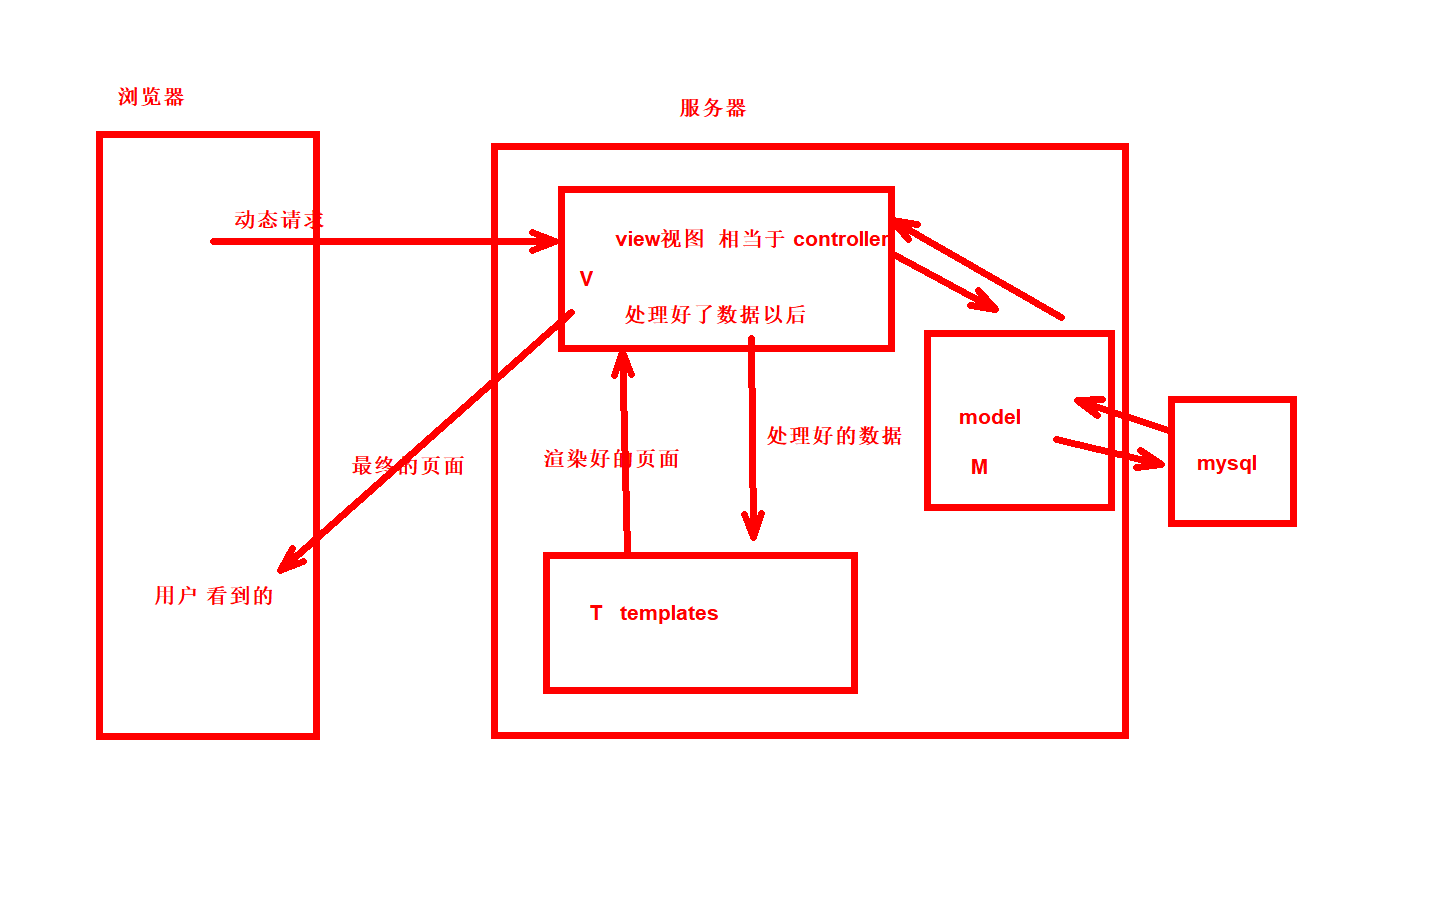 浏览器
服务器
动态请求
view视图 相当于 controller
V
处理好了数据以后
model
M
mysql
处理好的数据
渲染好的页面
最终的页面
用户 看到的
T templates